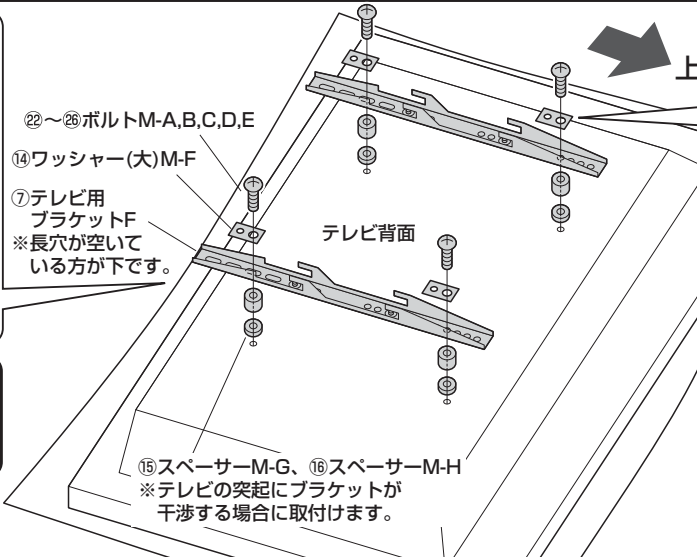 上
㉒〜㉖ボルトM-A,B,C,D,E
⑭ワッシャー(大)M-F
⑦テレビ用
ブラケットF
※長穴が空いて
いる方が下です。
テレビ背面
⑮スペーサーM-G、⑯スペーサーM-H
※テレビの突起にブラケットが
干渉する場合に取付けます。